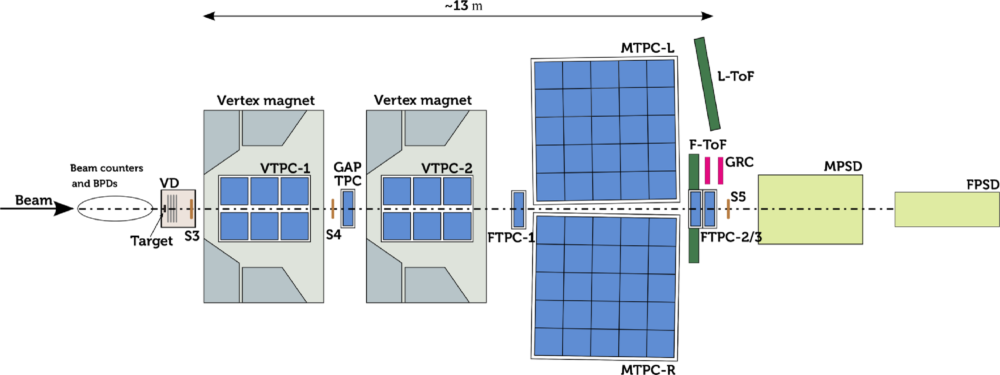 ~13 m
MTPC-L
L-ToF
Vertex magnet
Vertex magnet
F-ToF
GRC
Beam counters
and BPDs
VTPC-1
GAP
TPC
VTPC-2
MPSD
VD
FPSD
Beam
S5
Target
S3
S4
FTPC-1
FTPC-2/3
MTPC-R